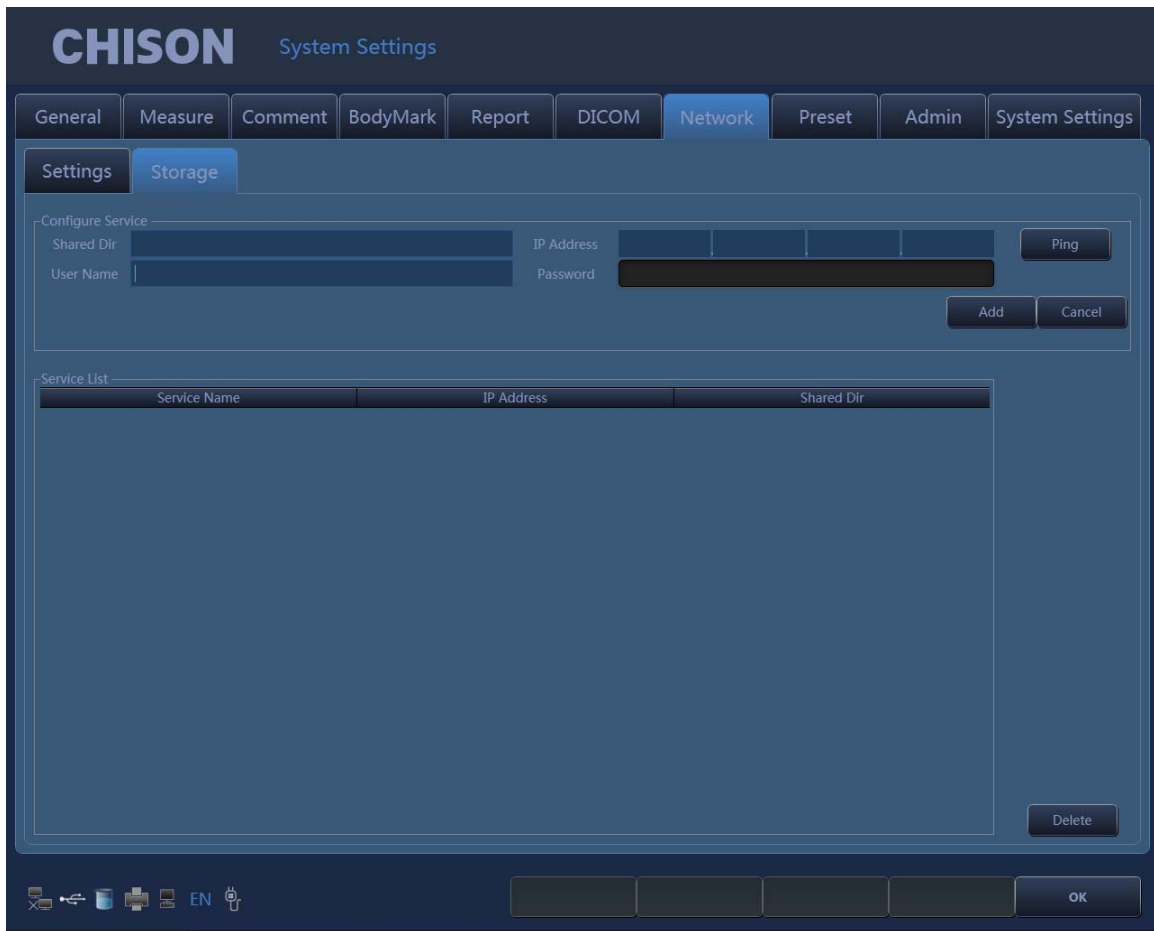 CHISON System Settings
General Measure Comment BodyMark Report DICOM Network Preset Admin System Settings
Settings Storage
Configure Service
Shared Dir IP Address . . . Ping
User Name Password
Add Cancel
Service List
Service Name IP Address Shared Dir
Delete
EN OK